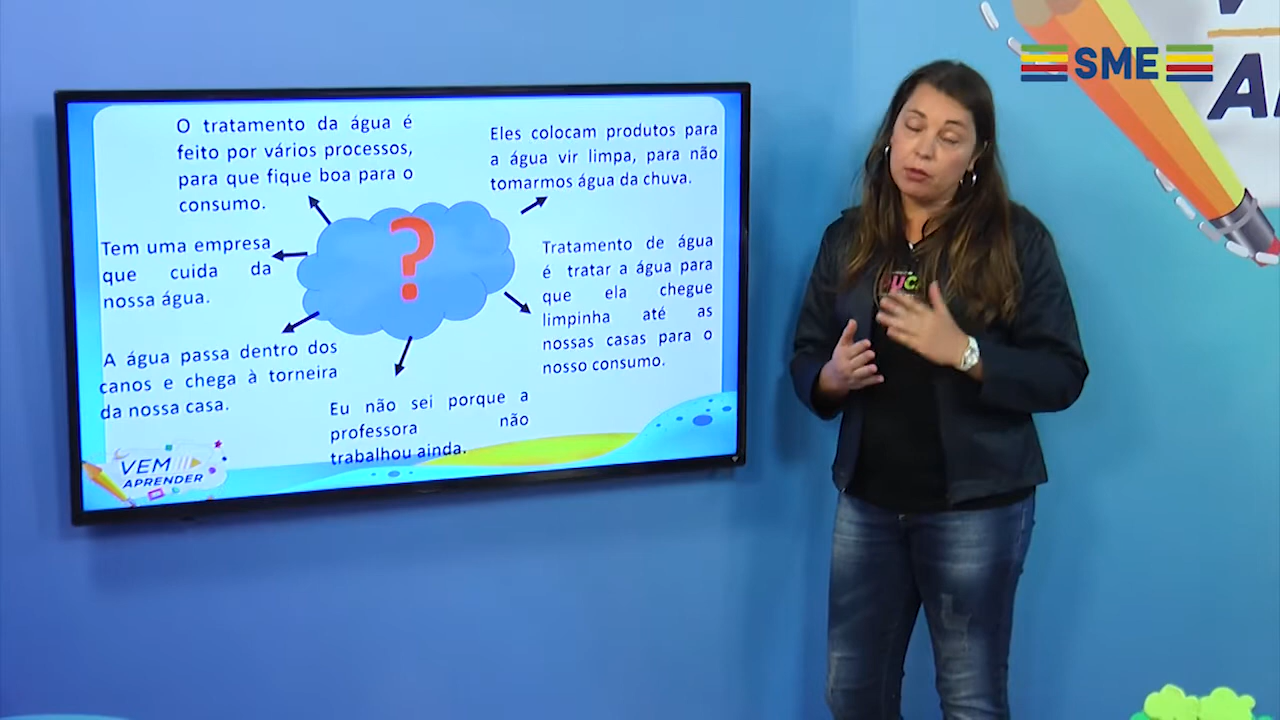 O tratamento da água é
feito por vários processos,
para que fique boa para o
consumo.
Eles colocam produtos para
a água vir limpa, para não
tomarmos água da chuva.
Tem uma empresa
que cuida da
nossa água.
?
Tratamento de água
é tratar a água para
que ela chegue
limpinha até as
nossas casas para o
nosso consumo.
A água passa dentro dos
canos e chega à torneira
da nossa casa.
Eu não sei porque a
professora não
trabalhou ainda.
VEM
APRENDER
SME